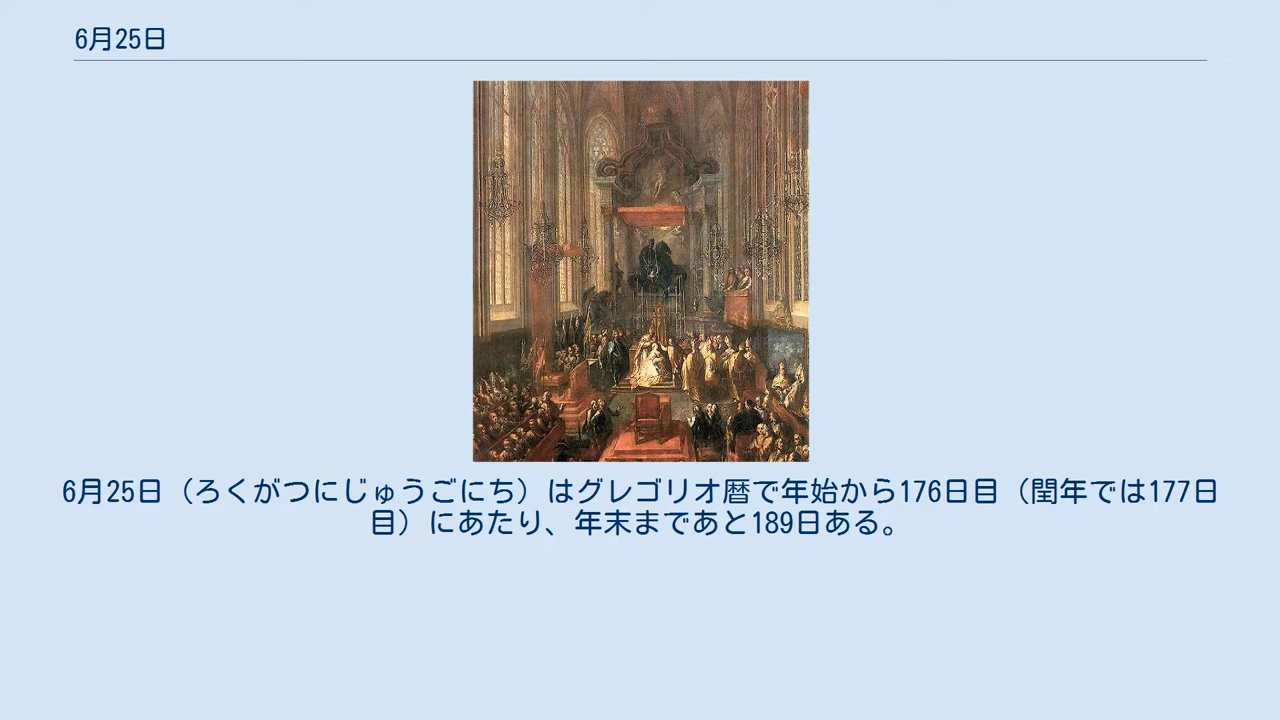 6月25日
6月25日（ろくがつにじゅうごにち）はグレゴリオ暦で年始から176日目（閏年では177日
目）にあたり、年末まであと189日ある。